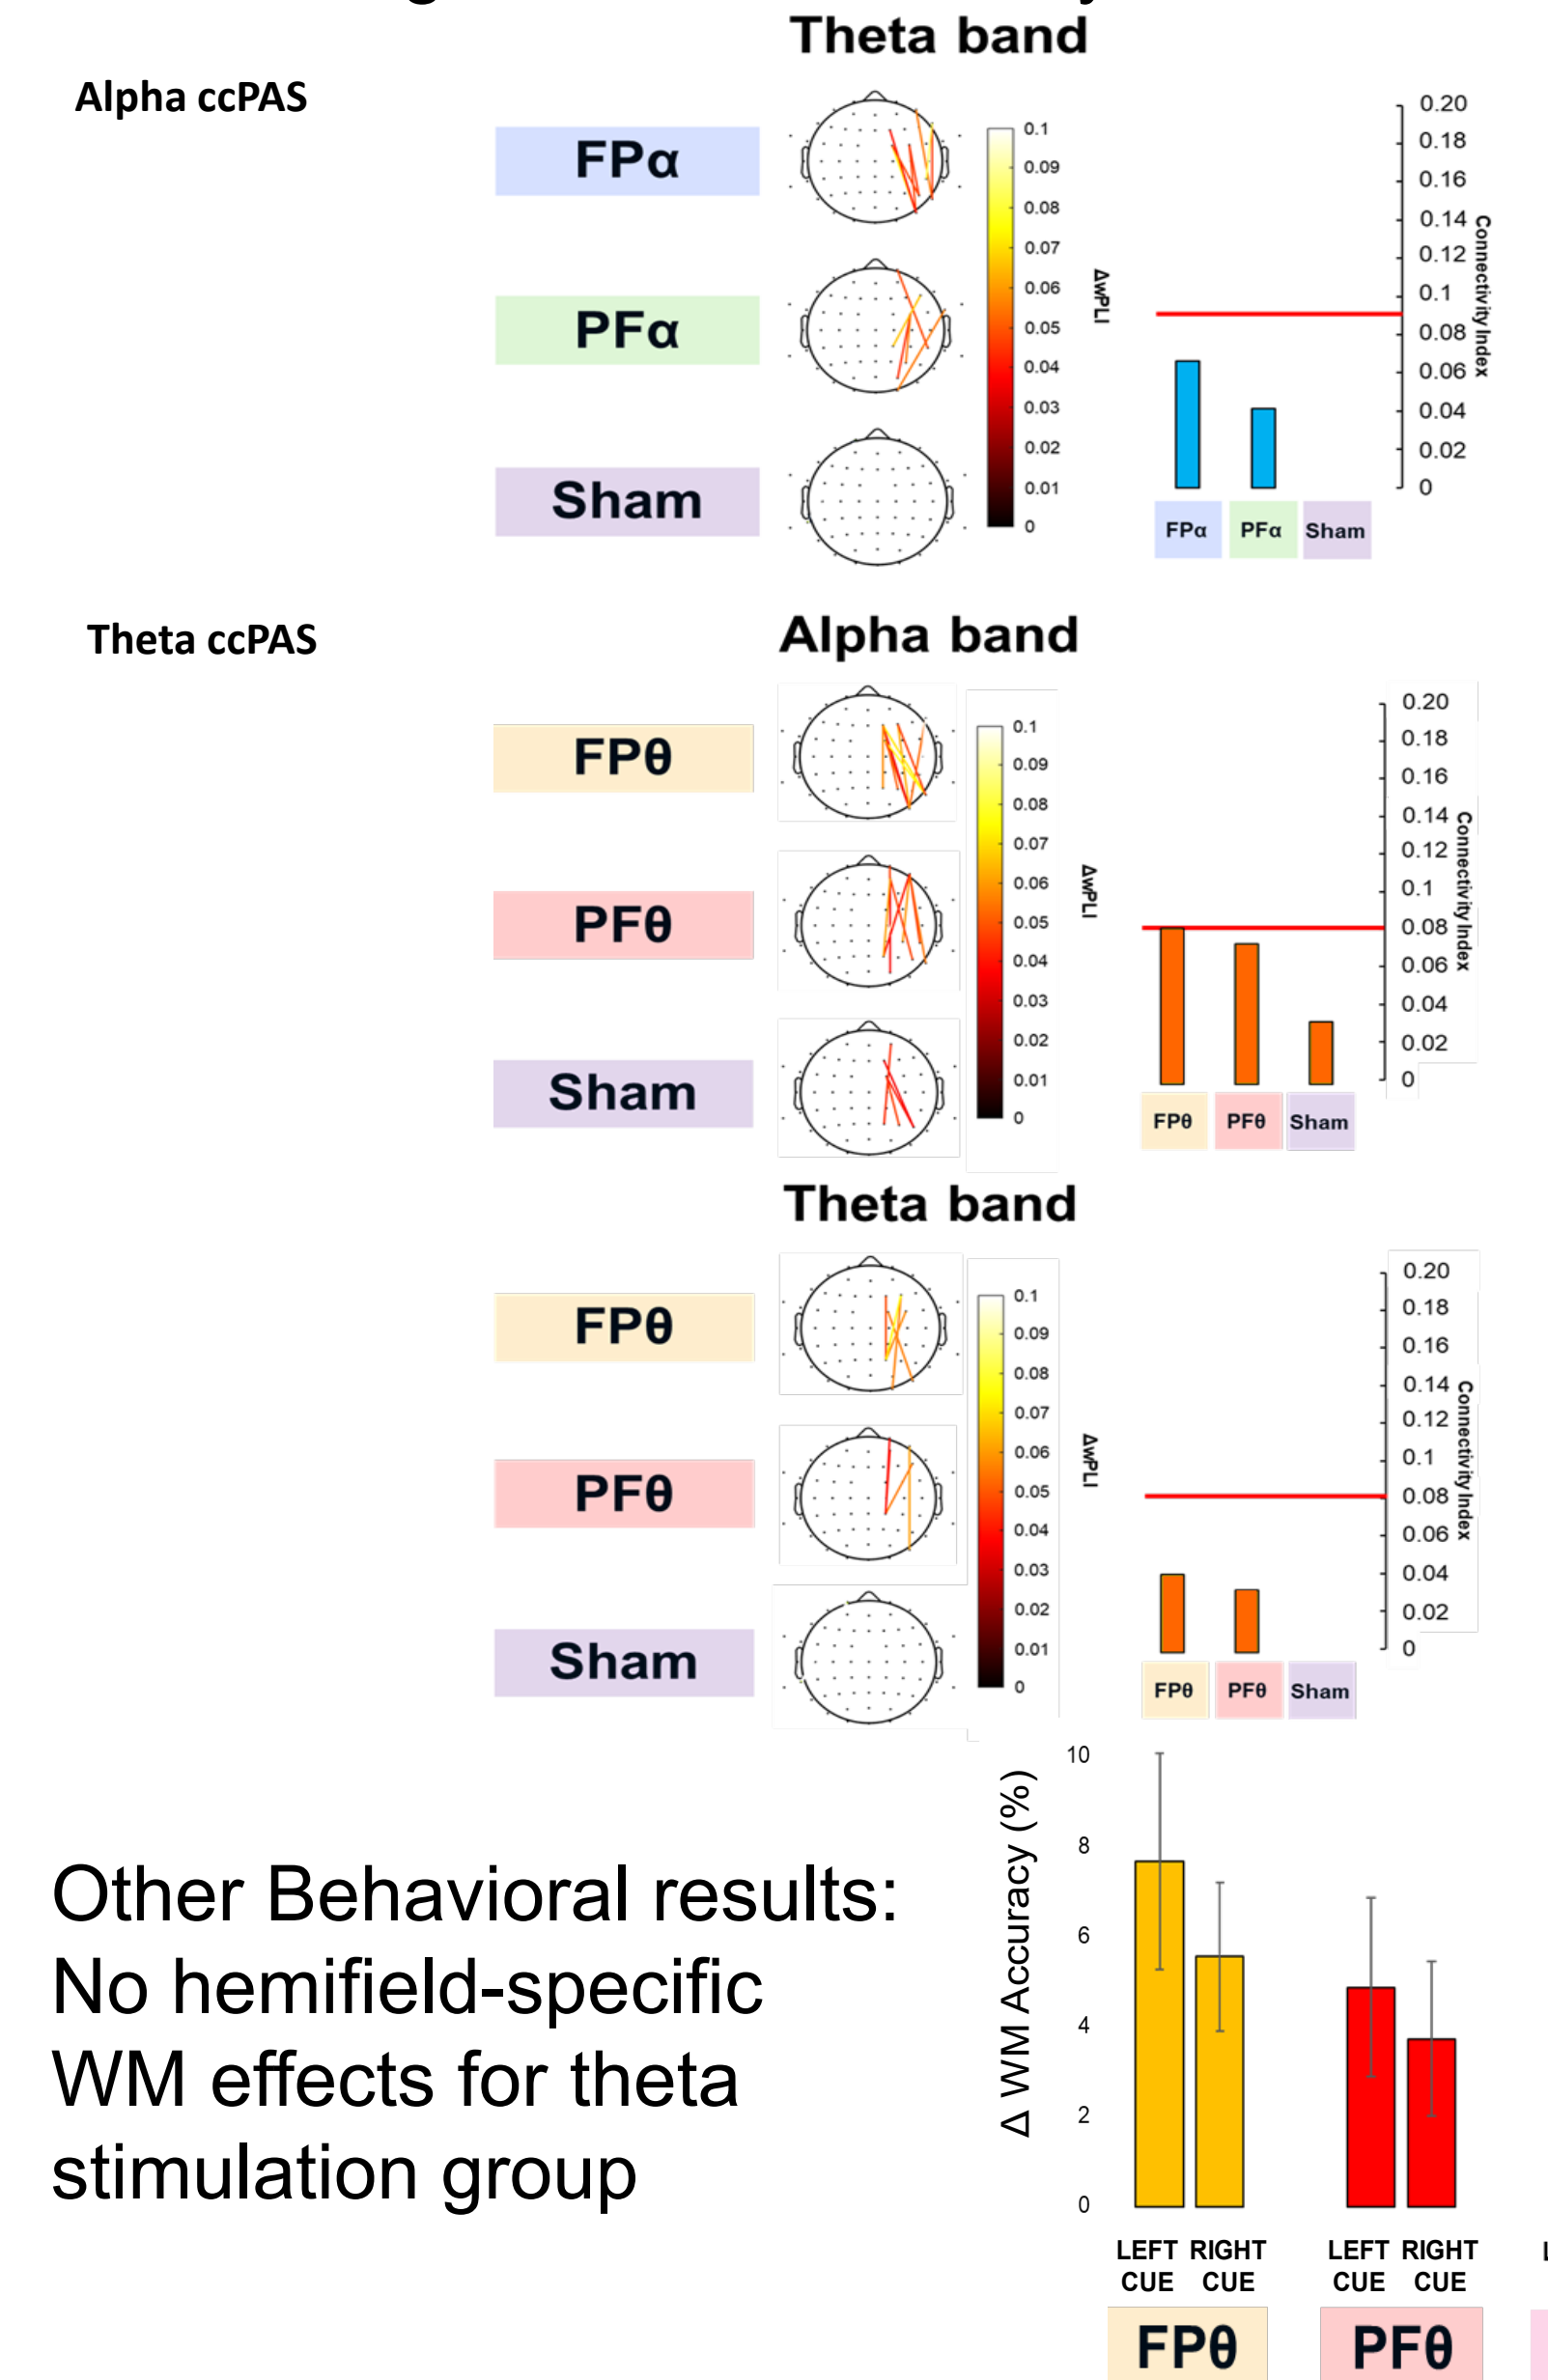 Theta band
Alpha ccPAS
FPα
PFα
Sham
0.1
0.09
0.08
0.07
0.06
0.05
0.04
0.03
0.02
0.01
0
ΔwPLI
0.20
0.18
0.16
0.14
0.12
0.1
0.08
0.06
0.04
0.02
0
Connectivity Index
FPα PFα Sham
Theta ccPAS
Alpha band
FPθ
PFθ
Sham
0.1
0.09
0.08
0.07
0.06
0.05
0.04
0.03
0.02
0.01
0
ΔwPLI
0.20
0.18
0.16
0.14
0.12
0.1
0.08
0.06
0.04
0.02
0
Connectivity Index
FPθ PFθ Sham
Theta band
FPθ
PFθ
Sham
0.1
0.09
0.08
0.07
0.06
0.05
0.04
0.03
0.02
0.01
0
ΔwPLI
0.20
0.18
0.16
0.14
0.12
0.1
0.08
0.06
0.04
0.02
0
Connectivity Index
FPθ PFθ Sham
Other Behavioral results:
No hemifield-specific
WM effects for theta
stimulation group
Δ WM Accuracy (%)
10
8
6
4
2
0
LEFT RIGHT LEFT RIGHT
CUE CUE CUE CUE
FPθ PFθ